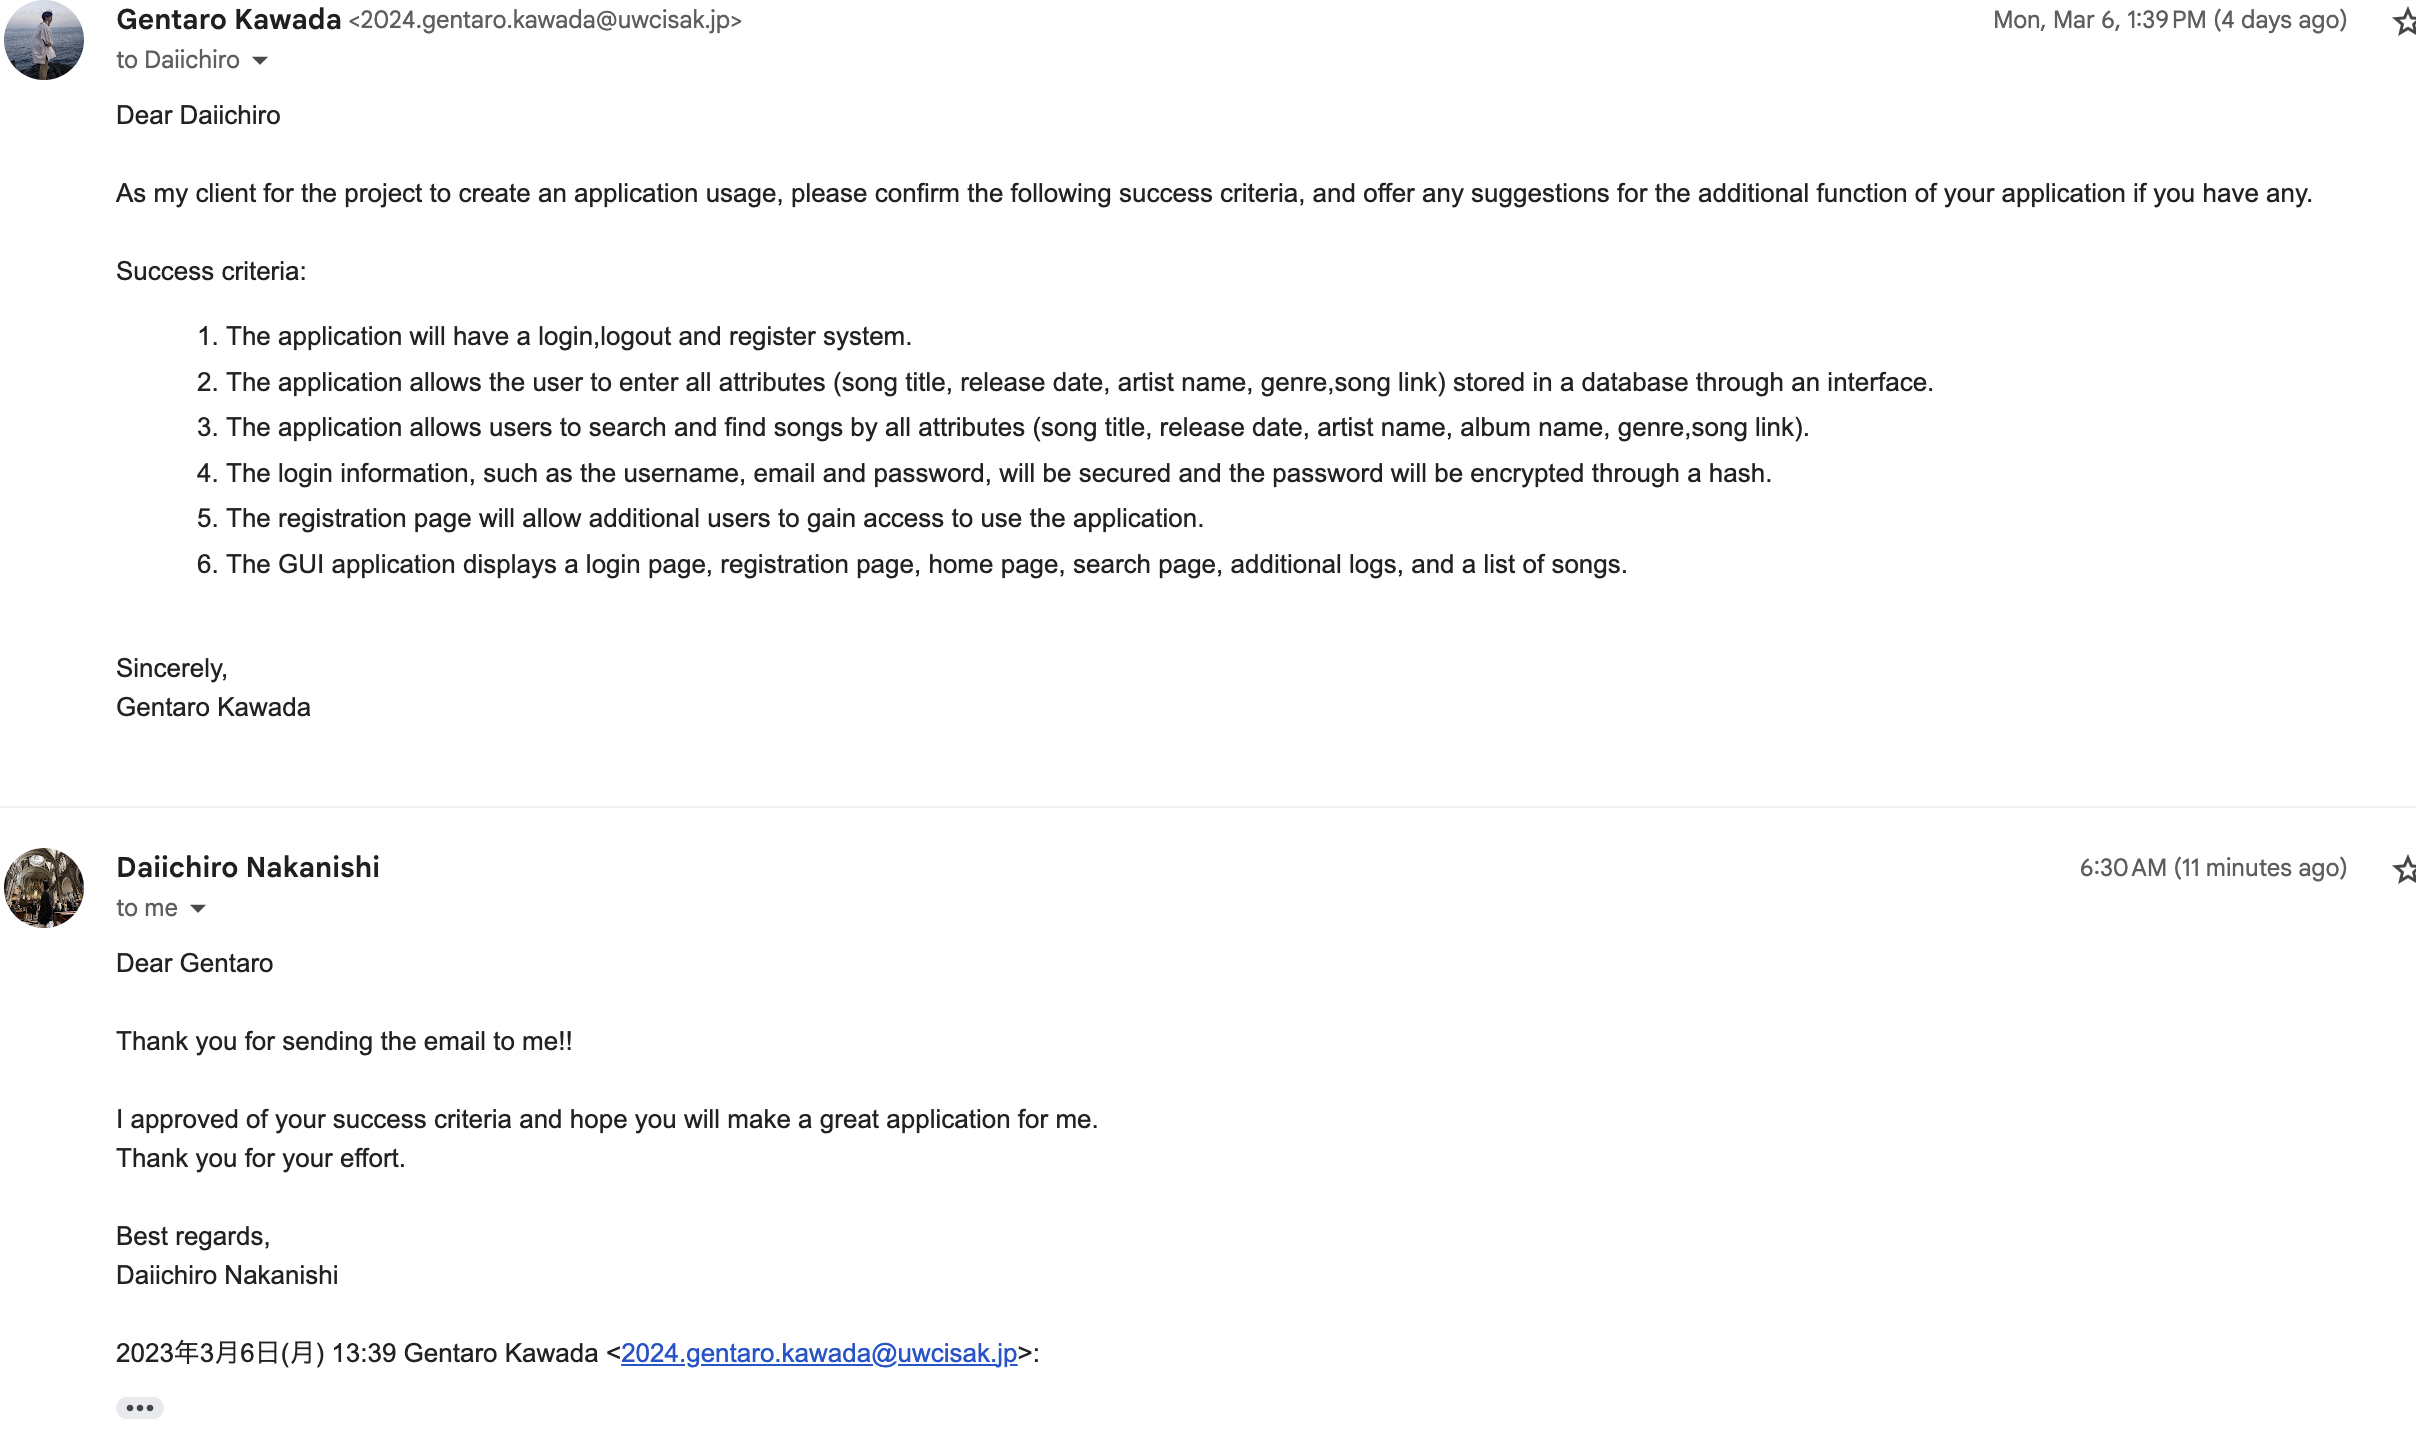 Gentaro Kawada <2024.gentaro.kawada@uwcisak.jp>
Mon, Mar 6, 1:39 PM (4 days ago)
to Daiichiro
Dear Daiichiro
As my client for the project to create an application usage, please confirm the following success criteria, and offer any suggestions for the additional function of your application if you have any.
Success criteria:
1. The application will have a login,logout and register system.
2. The application allows the user to enter all attributes (song title, release date, artist name, genre,song link) stored in a database through an interface.
3. The application allows users to search and find songs by all attributes (song title, release date, artist name, album name, genre,song link).
4. The login information, such as the username, email and password, will be secured and the password will be encrypted through a hash.
5. The registration page will allow additional users to gain access to use the application.
6. The GUI application displays a login page, registration page, home page, search page, additional logs, and a list of songs.
Sincerely,
Gentaro Kawada
Daiichiro Nakanishi
6:30 AM (11 minutes ago)
to me
Dear Gentaro
Thank you for sending the email to me!!
I approved of your success criteria and hope you will make a great application for me.
Thank you for your effort.
Best regards,
Daiichiro Nakanishi
2023年3月6日(月) 13:39 Gentaro Kawada <2024.gentaro.kawada@uwcisak.jp>: